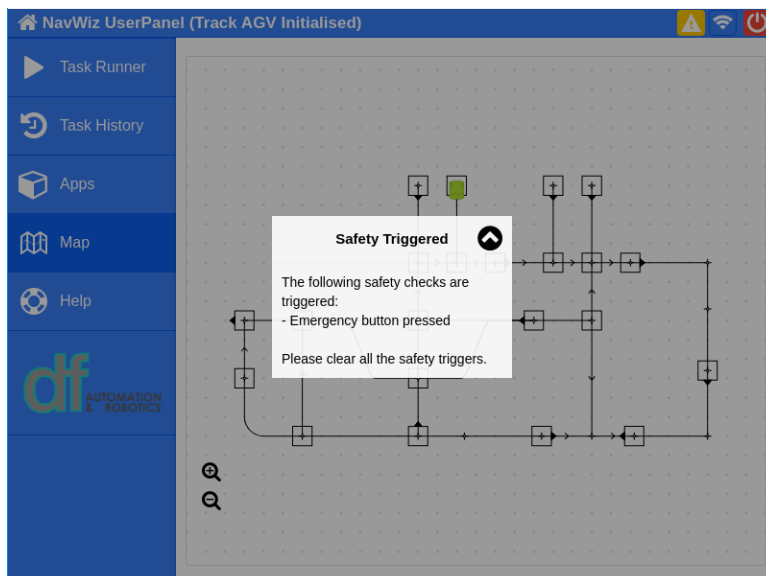 NavWiz UserPanel (Track AGV Initialised)
Task Runner
Task History
Apps
Map
Help
df AUTOMATION
& ROBOTICS
Safety Triggered
The following safety checks are
triggered:
- Emergency button pressed
Please clear all the safety triggers.